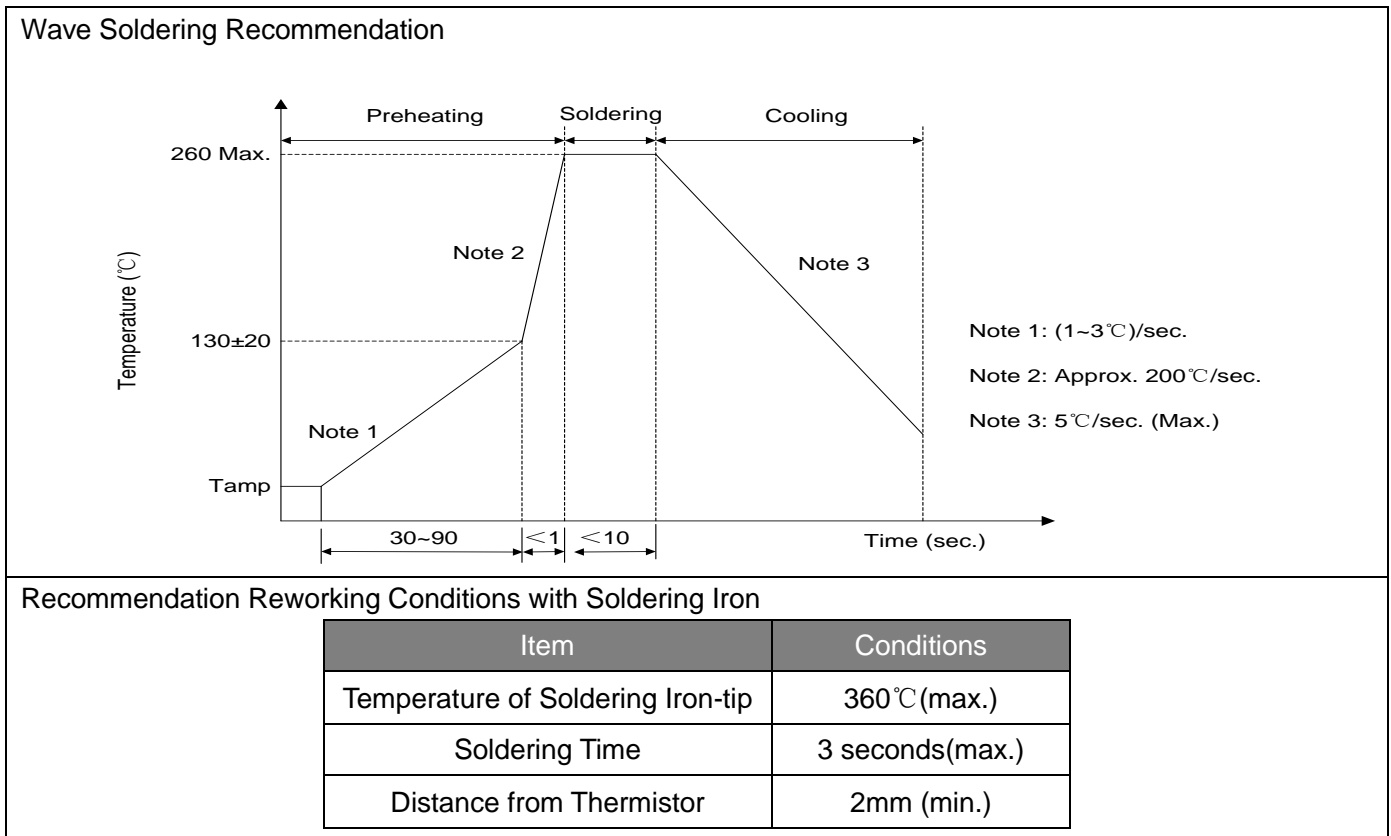 Wave Soldering Recommendation
Preheating Soldering Cooling
260 Max.
Note 2
Note 3
Temperature (℃)
130±20
Note 1: (1~3℃)/sec.
Note 2: Approx. 200℃/sec.
Note 3: 5℃/sec. (Max.)
Note 1
Tamp
30~90 <1 <10 Time (sec.)
Recommendation Reworking Conditions with Soldering Iron
Item Conditions
Temperature of Soldering Iron-tip 360℃(max.)
Soldering Time 3 seconds(max.)
Distance from Thermistor 2mm (min.)